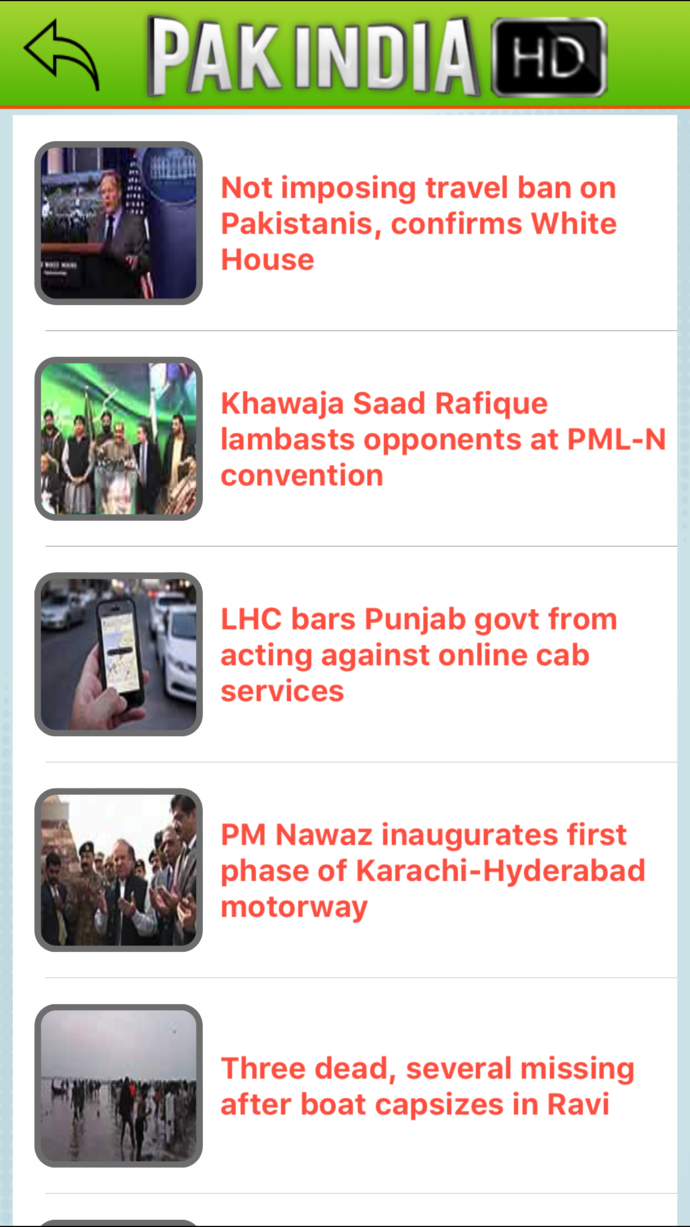 PAK INDIA HD
Not imposing travel ban on
Pakistanis, confirms White
House
Khawaja Saad Rafique
lambasts opponents at PML-N
convention
LHC bars Punjab govt from
acting against online cab
services
PM Nawaz inaugurates first
phase of Karachi-Hyderabad
motorway
Three dead, several missing
after boat capsizes in Ravi